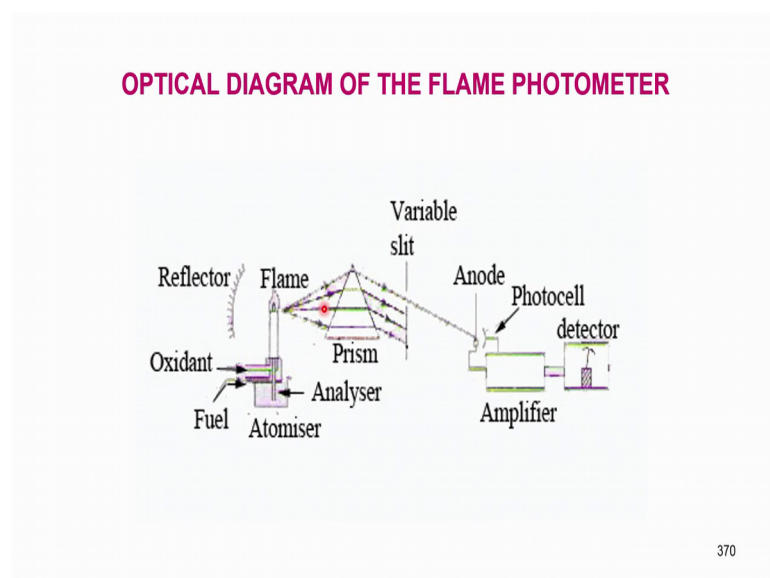 OPTICAL DIAGRAM OF THE FLAME PHOTOMETER
Variable
slit
Reflector
Flame
Anode
Photocell
detector
Oxidant
Prism
Analyser
Fuel
Atomiser
Amplifier
370